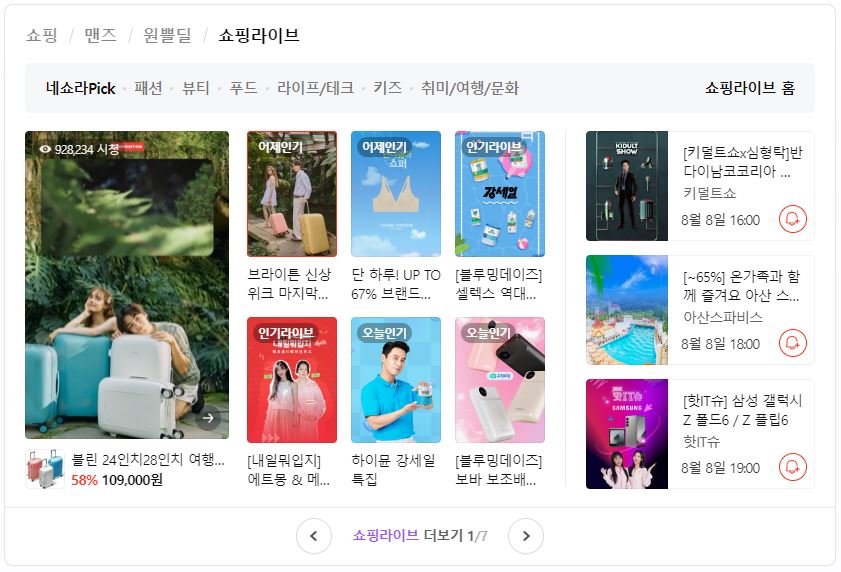 쇼핑 / 맨즈 / 원쁠딜 / 쇼핑라이브
네쇼라Pick · 패션 · 뷰티 · 푸드 · 라이프/테크 · 키즈 · 취미/여행/문화
쇼핑라이브 홈
928,234 시청
블린 24인치28인치 여행...
58% 109,000원
어제인기
브라이튼 신상
위크 마지막...
어제인기
쇼퍼
단 하루! UP TO
67% 브랜드...
인기라이브
강세일
[블루밍데이즈]
셀렉스 역대...
인기라이브
내일뭐입지
[내일뭐입지]
에트몽 & 메...
오늘인기
하이뮨 강세일
특집
오늘인기
[블루밍데이즈]
보바 보조배...
KIDULT
SHOW
[키덜트쇼x심형탁]반
다이남코코리아 ...
키덜트쇼
8월 8일 16:00
[~65%] 온가족과 함
께 즐겨요 아산 스...
아산스파비스
8월 8일 18:00
핫IT슈
SAMSUNG
[핫IT슈] 삼성 갤럭시
Z 폴드6 / Z 플립6
핫IT슈
8월 8일 19:00
쇼핑라이브 더보기 1/7